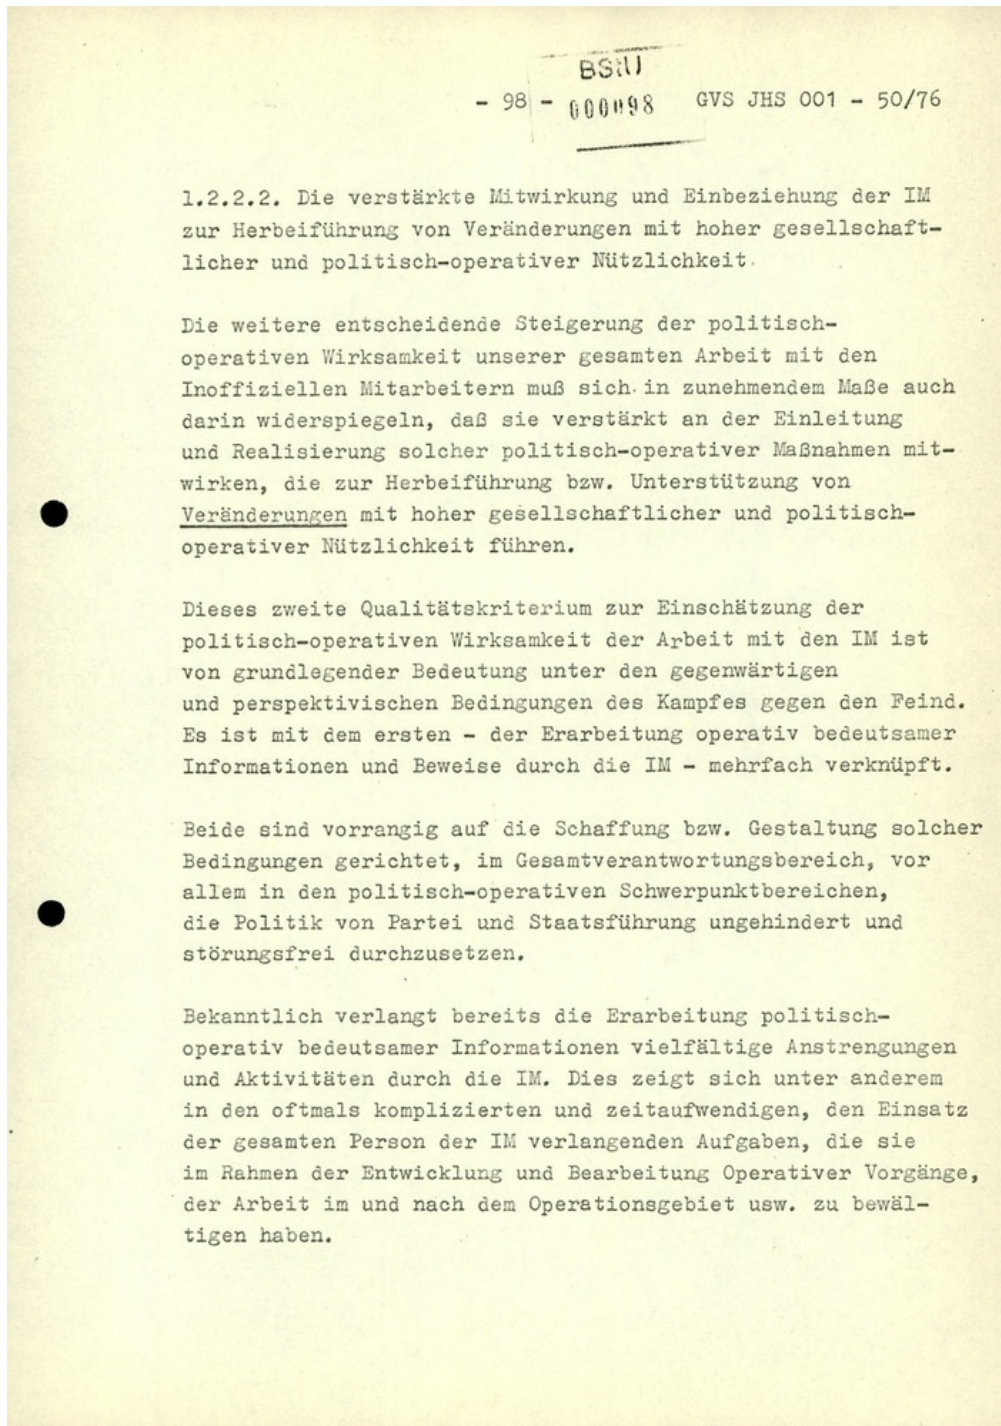 BStU
- 98 - 000098 GVS JHS 001 - 50/76
1.2.2.2. Die verstärkte Mitwirkung und Einbeziehung der IM
zur Herbeiführung von Veränderungen mit hoher gesellschaft-
licher und politisch-operativer Nützlichkeit
Die weitere entscheidende Steigerung der politisch-
operativen Wirksamkeit unserer gesamten Arbeit mit den
Inoffiziellen Mitarbeitern muß sich in zunehmendem Maße auch
darin widerspiegeln, daß sie verstärkt an der Einleitung
und Realisierung solcher politisch-operativer Maßnahmen mit-
wirken, die zur Herbeiführung bzw. Unterstützung von
Veränderungen mit hoher gesellschaftlicher und politisch-
operativer Nützlichkeit führen.
Dieses zweite Qualitätskriterium zur Einschätzung der
politisch-operativen Wirksamkeit der Arbeit mit den IM ist
von grundlegender Bedeutung unter den gegenwärtigen
und perspektivischen Bedingungen des Kampfes gegen den Feind.
Es ist mit dem ersten - der Erarbeitung operativ bedeutsamer
Informationen und Beweise durch die IM - mehrfach verknüpft.
Beide sind vorrangig auf die Schaffung bzw. Gestaltung solcher
Bedingungen gerichtet, im Gesamtverantwortungsbereich, vor
allem in den politisch-operativen Schwerpunktbereichen,
die Politik von Partei und Staatsführung ungehindert und
störungsfrei durchzusetzen.
Bekanntlich verlangt bereits die Erarbeitung politisch-
operativ bedeutsamer Informationen vielfältige Anstrengungen
und Aktivitäten durch die IM. Dies zeigt sich unter anderem
in den oftmals komplizierten und zeitaufwendigen, den Einsatz
der gesamten Person der IM verlangenden Aufgaben, die sie
im Rahmen der Entwicklung und Bearbeitung Operativer Vorgänge,
der Arbeit im und nach dem Operationsgebiet usw. zu bewäl-
tigen haben.